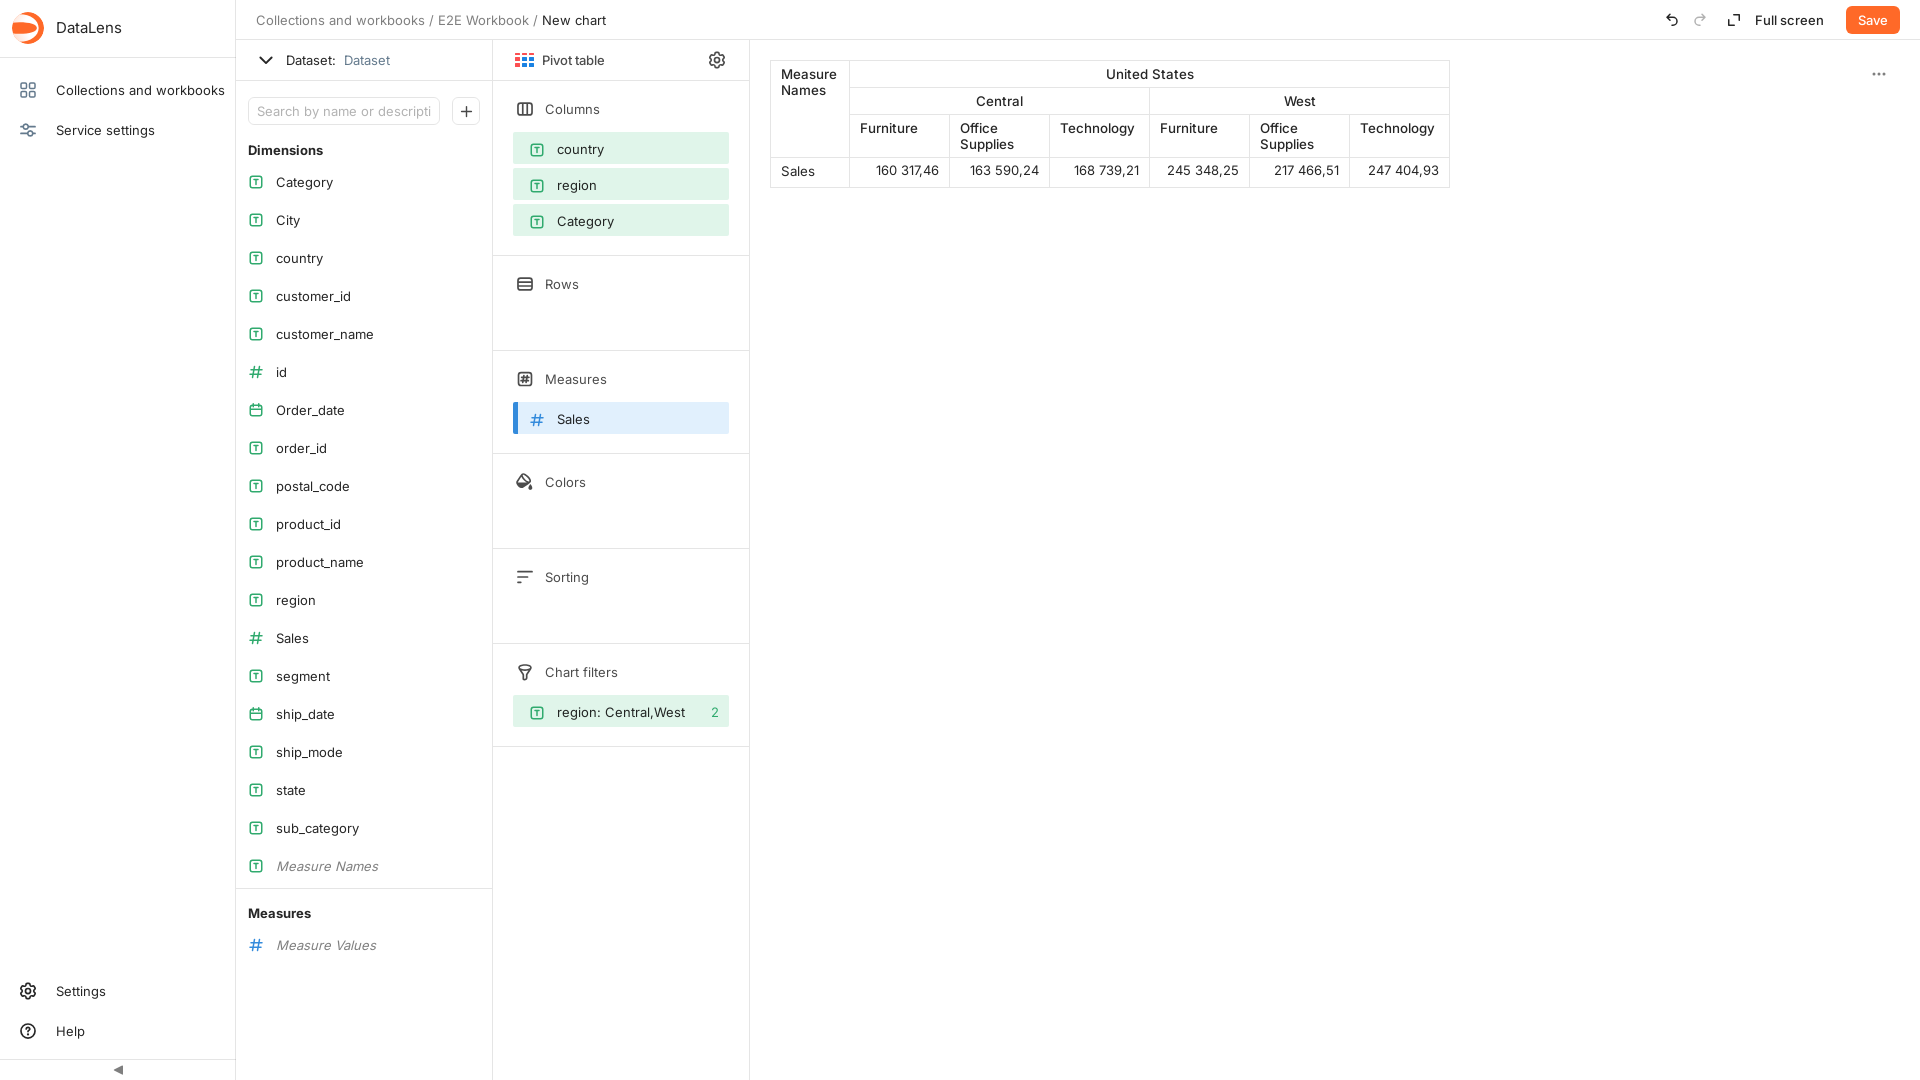 DataLens
Collections and workbooks
Service settings
Settings
Help
Collections and workbooks / E2E Workbook / New chart
Full screen
Save
Dataset: Dataset
Search by name or descripti
Dimensions
Category
City
country
customer_id
customer_name
id
Order_date
order_id
postal_code
product_id
product_name
region
Sales
segment
ship_date
ship_mode
state
sub_category
Measure Names
Measures
Measure Values
Pivot table
Columns
country
region
Category
Rows
Measures
Sales
Colors
Sorting
Chart filters
region: Central,West 2
Measure Names
United States
Central West
Furniture Office Supplies Technology Furniture Office Supplies Technology
Sales 160 317,46 163 590,24 168 739,21 245 348,25 217 466,51 247 404,93